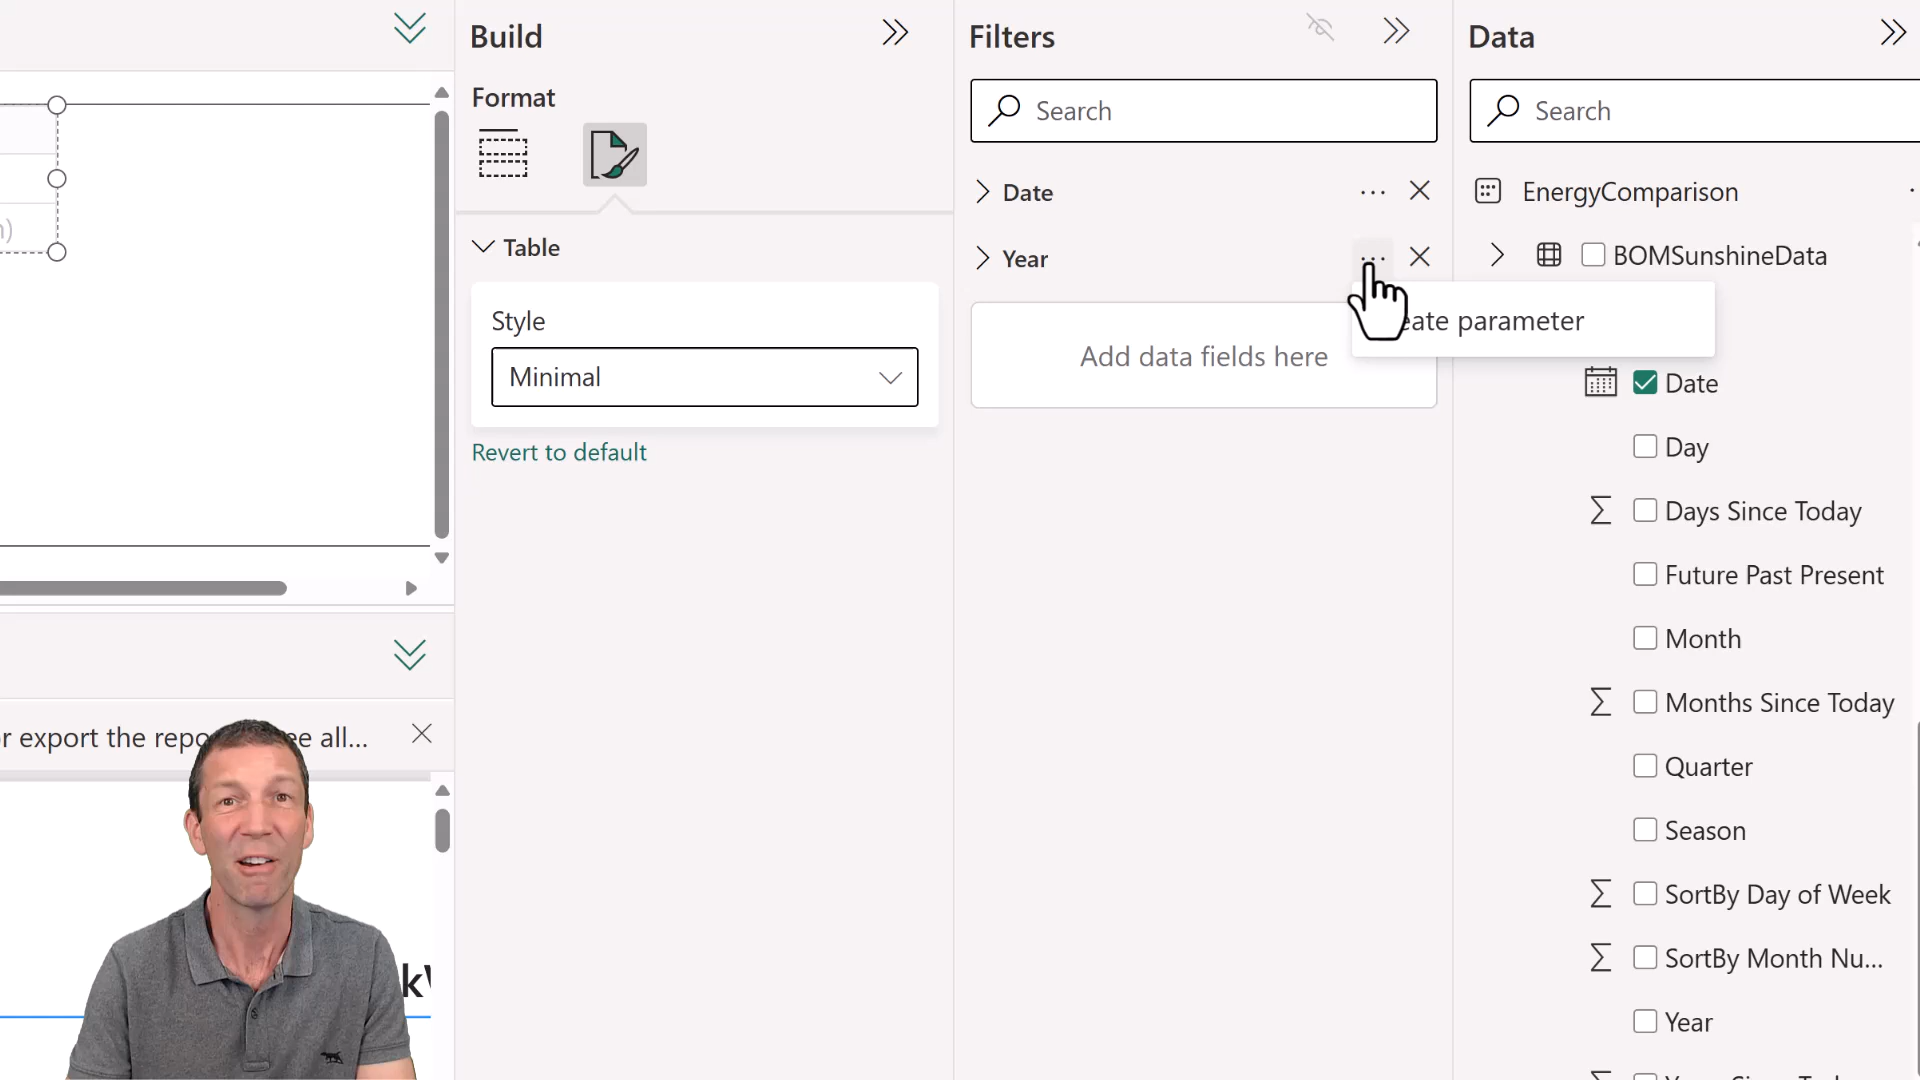 Build
Format
Table
Style
Minimal
Revert to default
Filters
Search
Date
Year
Add data fields here
eate parameter
Data
Search
EnergyComparison
BOMSunshineData
Date
Day
Days Since Today
Future Past Present
Month
Months Since Today
Quarter
Season
SortBy Day of Week
SortBy Month Nu...
Year
r export the repo ee all...